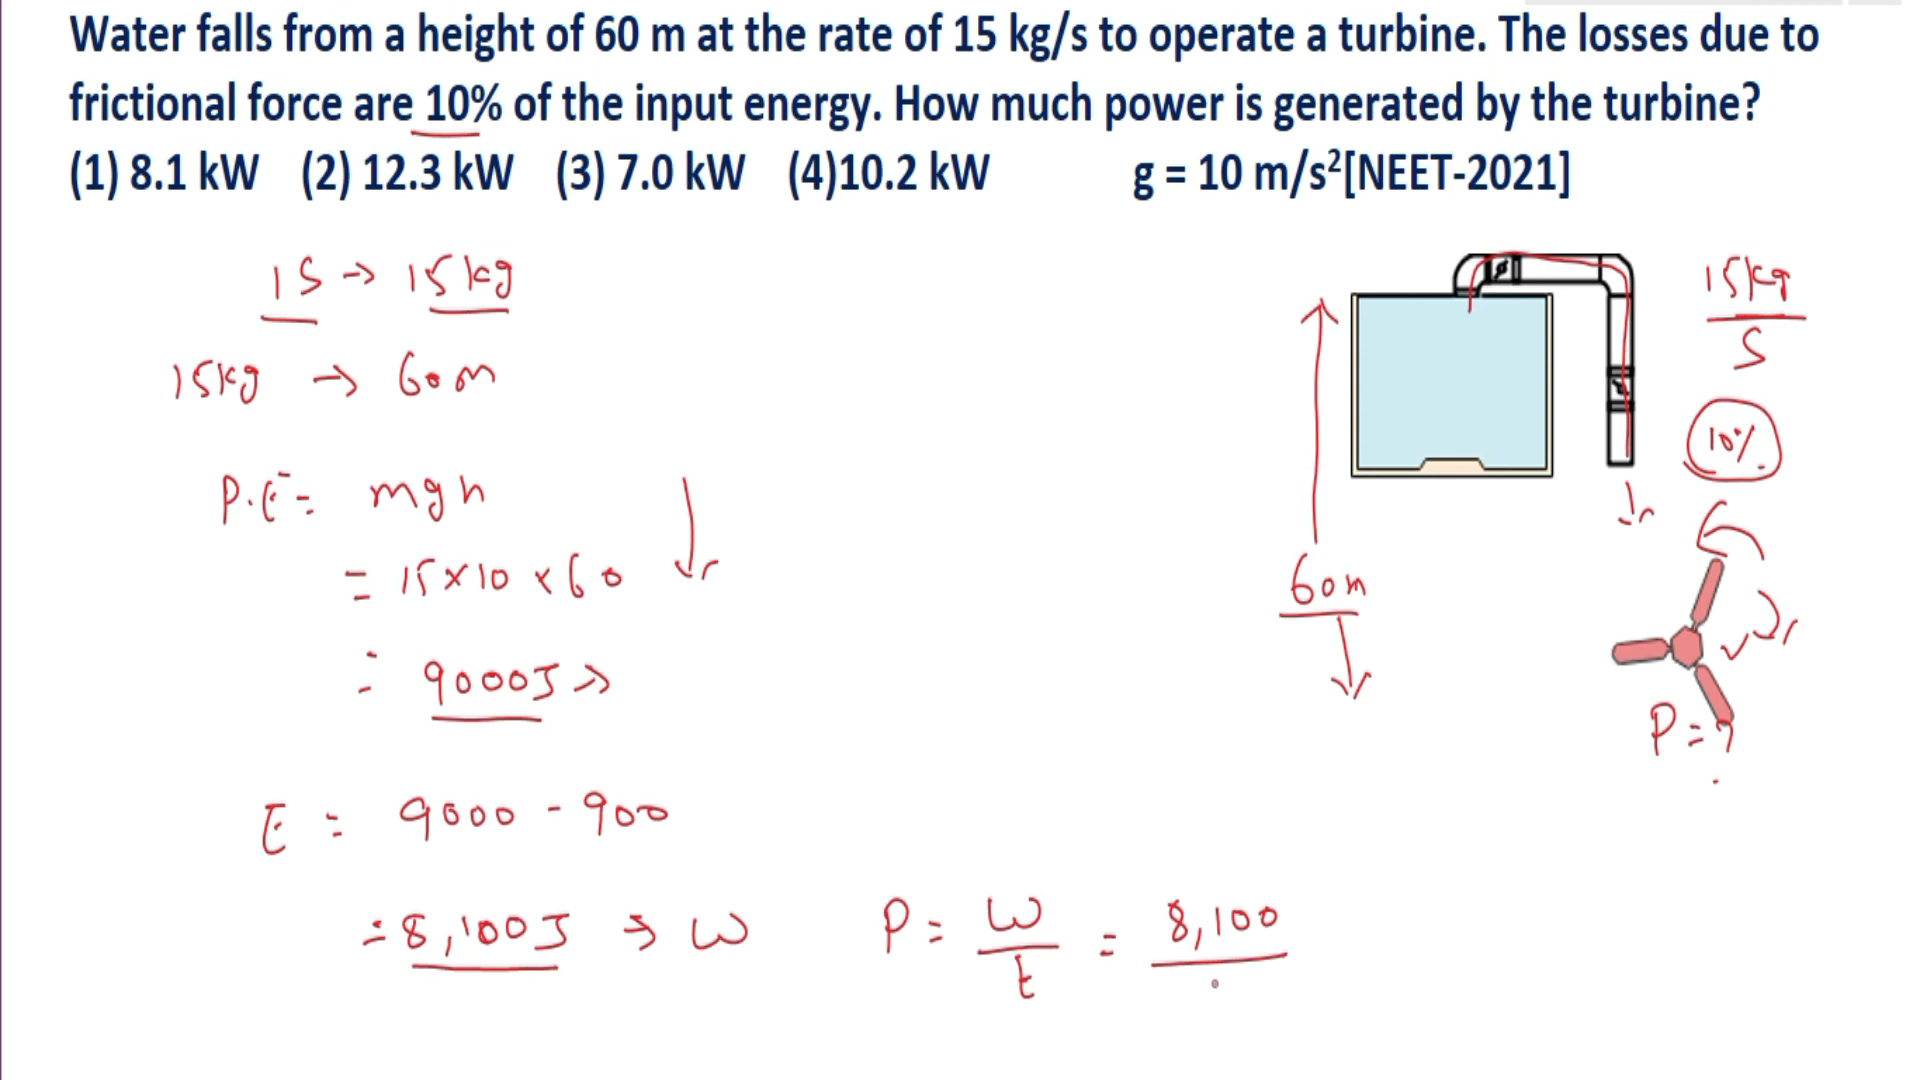 Water falls from a height of 60 m at the rate of 15 kg/s to operate a turbine. The losses due to
frictional force are 10% of the input energy. How much power is generated by the turbine?
(1) 8.1 kW (2) 12.3 kW (3) 7.0 kW (4)10.2 kW g = 10 m/s²[NEET-2021]
1S → 15kg
15kg → 60m
P.E = mgh
= 15 × 10 × 60
= 9000J
E = 9000 - 900
= 8,100J → W
P = W/t = 8,100
60m
15kg/S
10%
P = ?